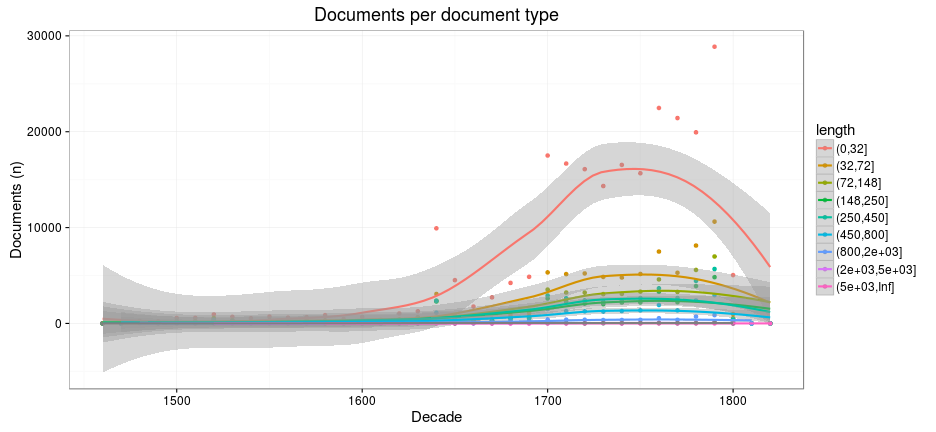 Documents per document type
30000
20000
10000
0
Documents (n)
1500
1600
1700
1800
Decade
length
(0,32]
(32,72]
(72,148]
(148,250]
(250,450]
(450,800]
(800,2e+03]
(2e+03,5e+03]
(5e+03,Inf]